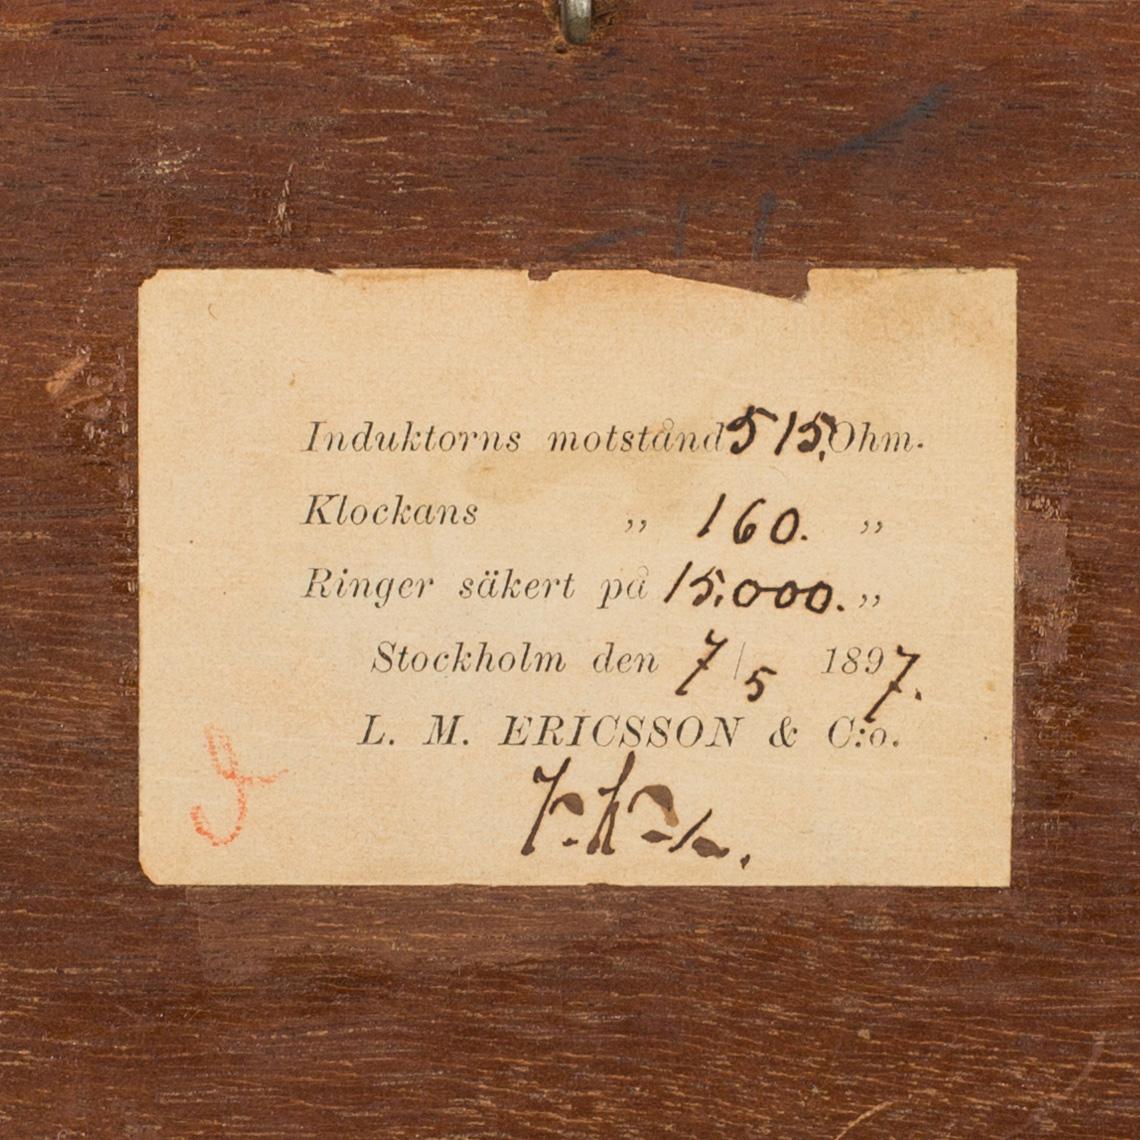 Induktorns motstånd 515, Ohm.
Klockans „ 160. „
Ringer säkert på 15,000. „
Stockholm den 7/5 1897.
L. M. ERICSSON & C:o.